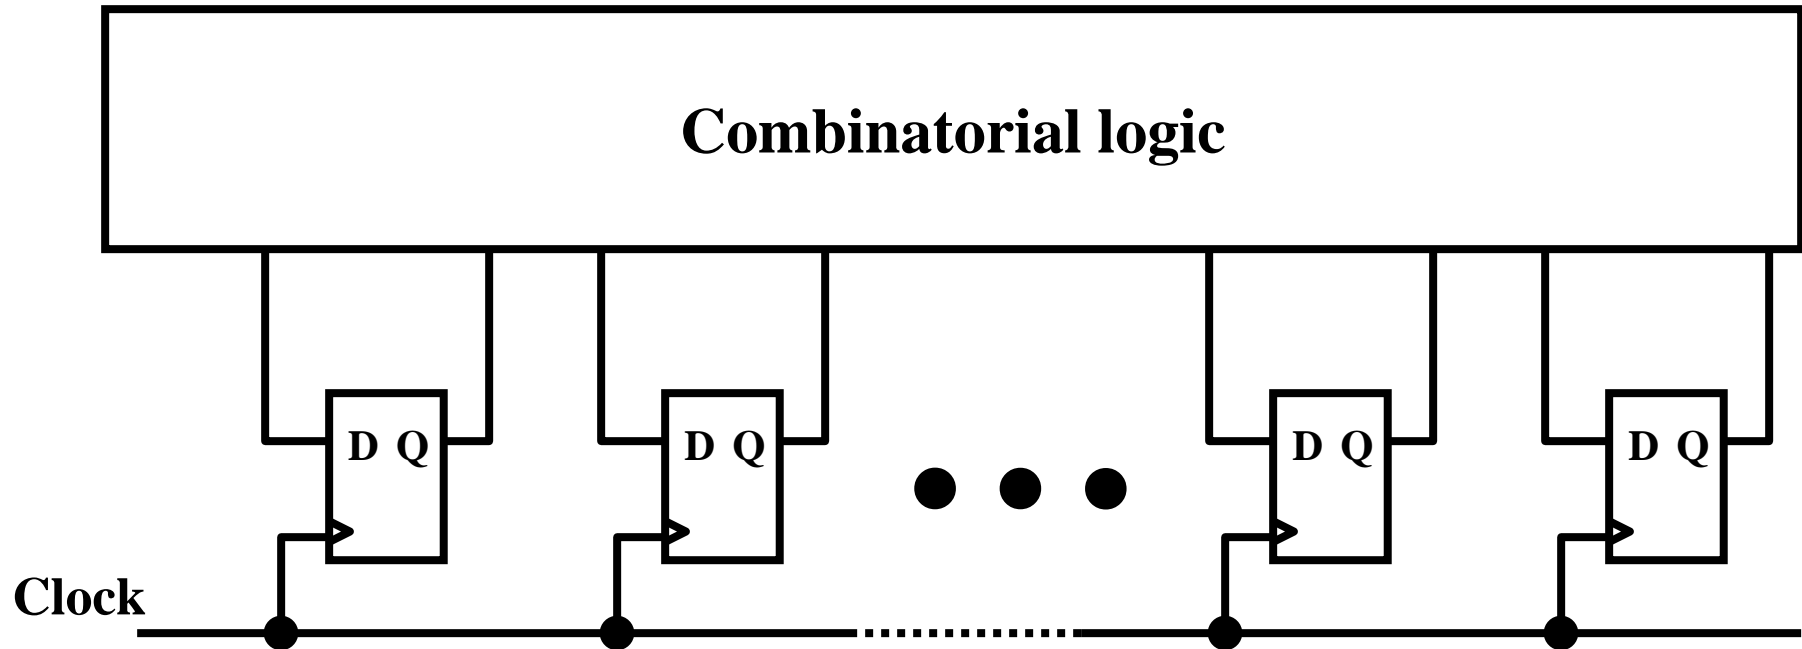 Combinatorial logic
D Q
D Q
D Q
D Q
Clock